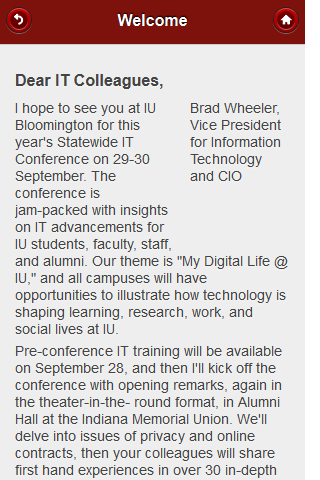 Welcome
Dear IT Colleagues,
I hope to see you at IU
Bloomington for this
year's Statewide IT
Conference on 29-30
September. The
conference is
jam-packed with insights
on IT advancements for
IU students, faculty, staff,
and alumni. Our theme is "My Digital Life @
IU," and all campuses will have
opportunities to illustrate how technology is
shaping learning, research, work, and
social lives at IU.
Brad Wheeler,
Vice President
for Information
Technology
and CIO
Pre-conference IT training will be available
on September 28, and then I'll kick off the
conference with opening remarks, again in
the theater-in-the- round format, in Alumni
Hall at the Indiana Memorial Union. We'll
delve into issues of privacy and online
contracts, then your colleagues will share
first hand experiences in over 30 in-depth